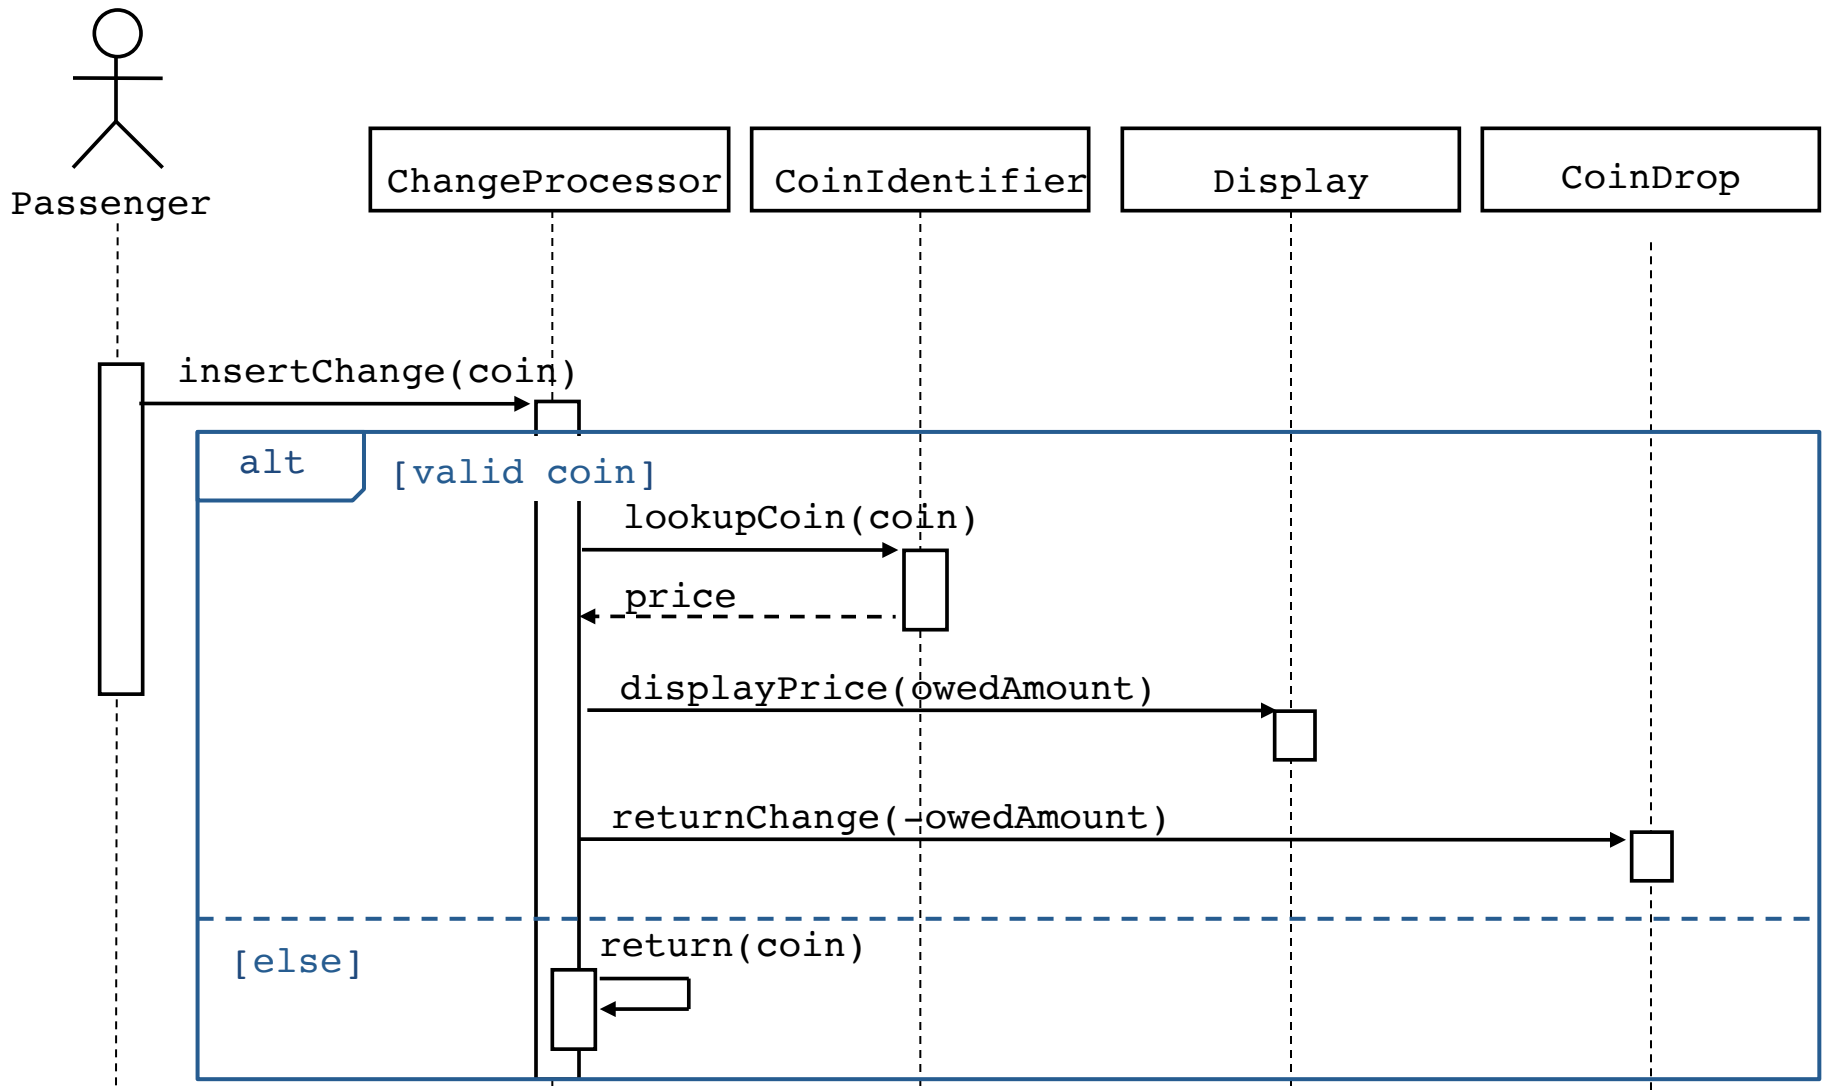 Passenger
ChangeProcessor
CoinIdentifier
Display
CoinDrop
insertChange(coin)
alt
[valid coin]
lookupCoin(coin)
price
displayPrice(owedAmount)
returnChange(-owedAmount)
return(coin)
[else]